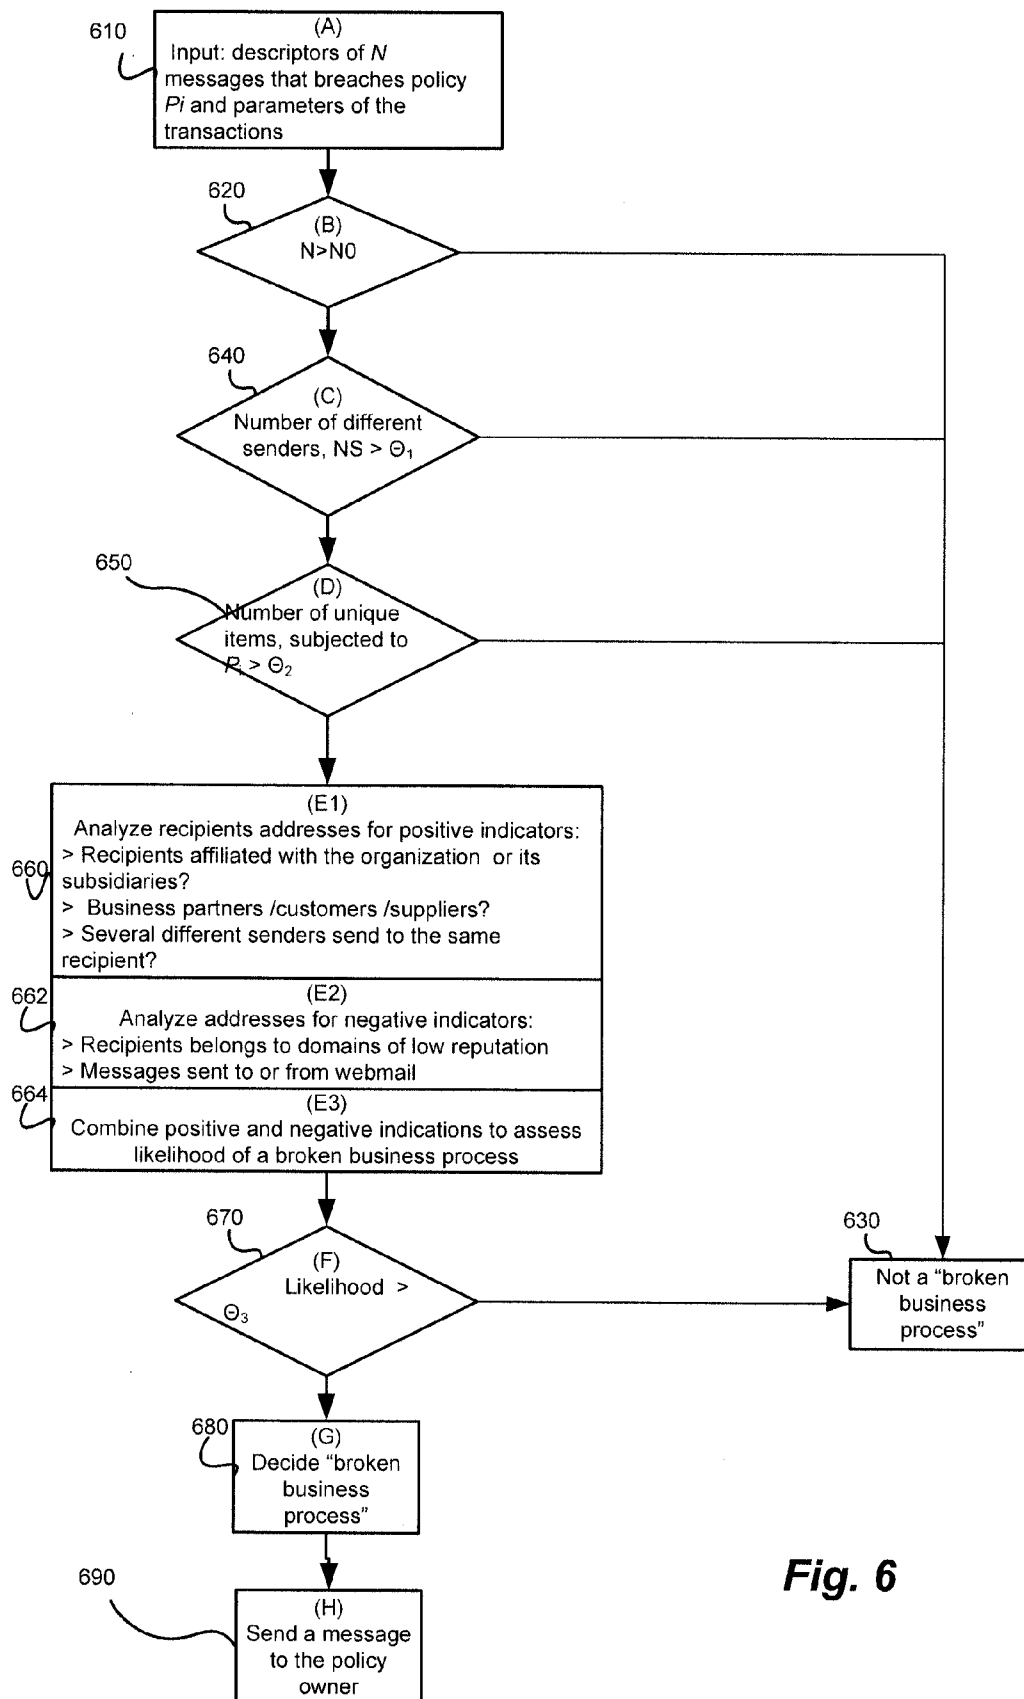 610
(A)
Input: descriptors of N
messages that breaches policy
Pi and parameters of the
transactions
620
(B)
N>N0
640
(C)
Number of different
senders, NS > Θ₁
650
(D)
Number of unique
items, subjected to
Pᵢ > Θ₂
660
(E1)
Analyze recipients addresses for positive indicators:
> Recipients affiliated with the organization or its
subsidiaries?
> Business partners /customers /suppliers?
> Several different senders send to the same
recipient?
662
(E2)
Analyze addresses for negative indicators:
> Recipients belongs to domains of low reputation
> Messages sent to or from webmail
664
(E3)
Combine positive and negative indications to assess
likelihood of a broken business process
670
(F)
Likelihood >
Θ₃
630
Not a “broken
business
process”
680
(G)
Decide “broken
business
process”
690
(H)
Send a message
to the policy
owner
Fig. 6